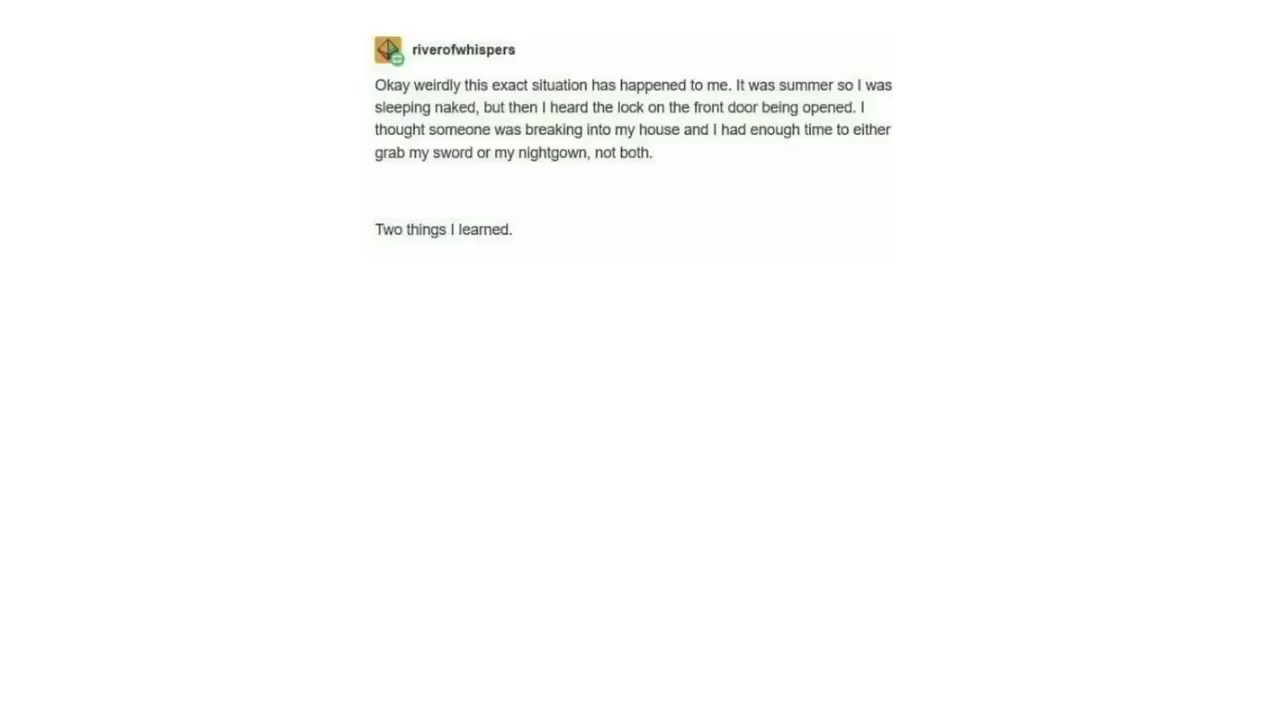 riverofwhispers
Okay weirdly this exact situation has happened to me. It was summer so I was
sleeping naked, but then I heard the lock on the front door being opened. I
thought someone was breaking into my house and I had enough time to either
grab my sword or my nightgown, not both.
Two things I learned.